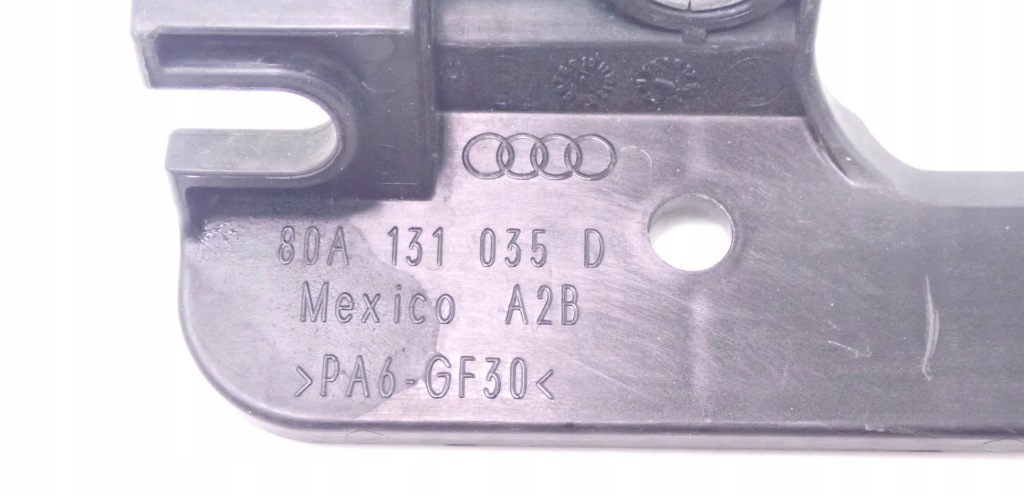 80A 131 035 D
Mexico A2B
>PA6-GF30<